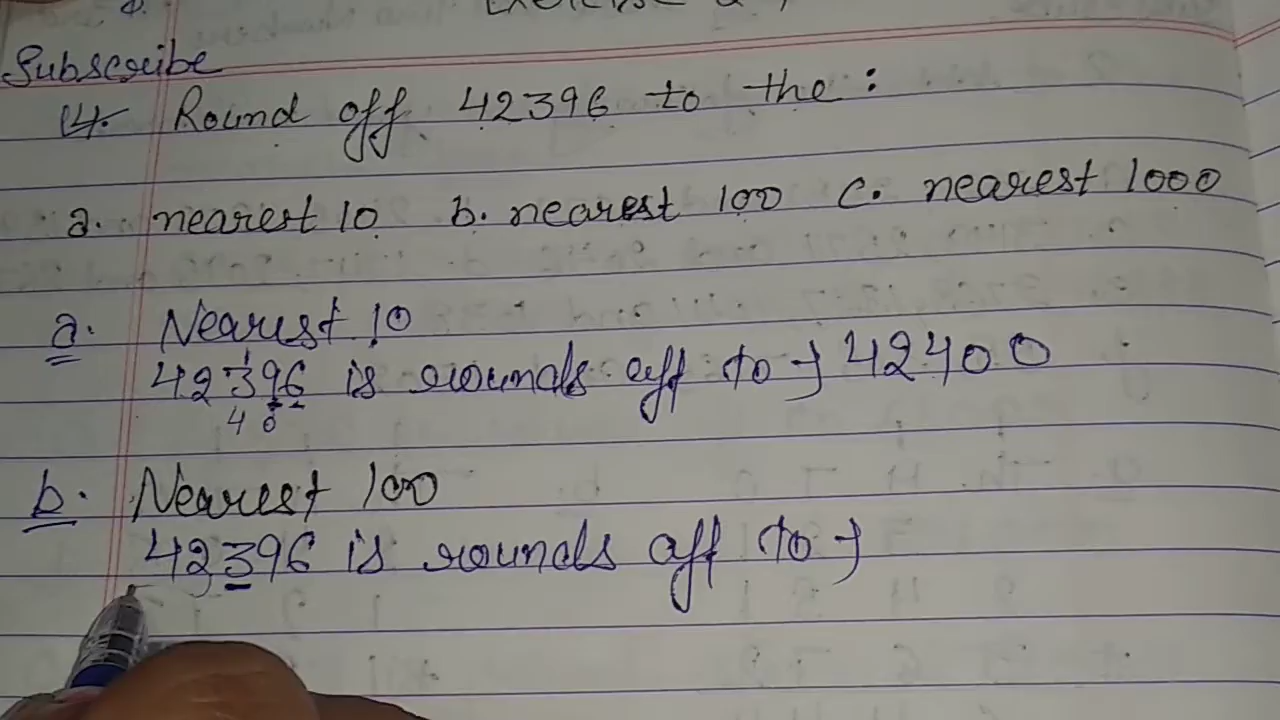 Subscribe
14. Round off 42396 to the :
a. nearest 10 b. nearest 100 c. nearest 1000
a. Nearest 10
1
42396 is rounds off to → 42400
4 0
b. Nearest 100
42396 is rounds off to →